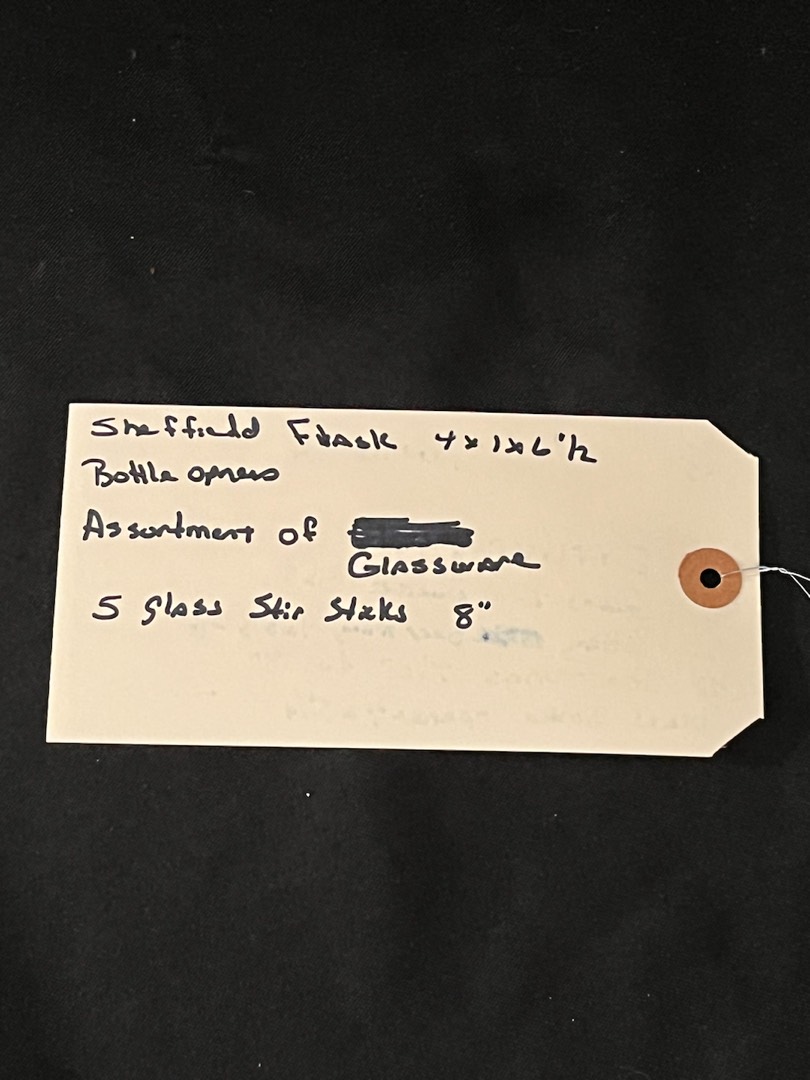 Sheffield Flask 4x1x6 1/2
Bottle openers
Assortment of
Glassware
5 glass Stir Sticks 8"